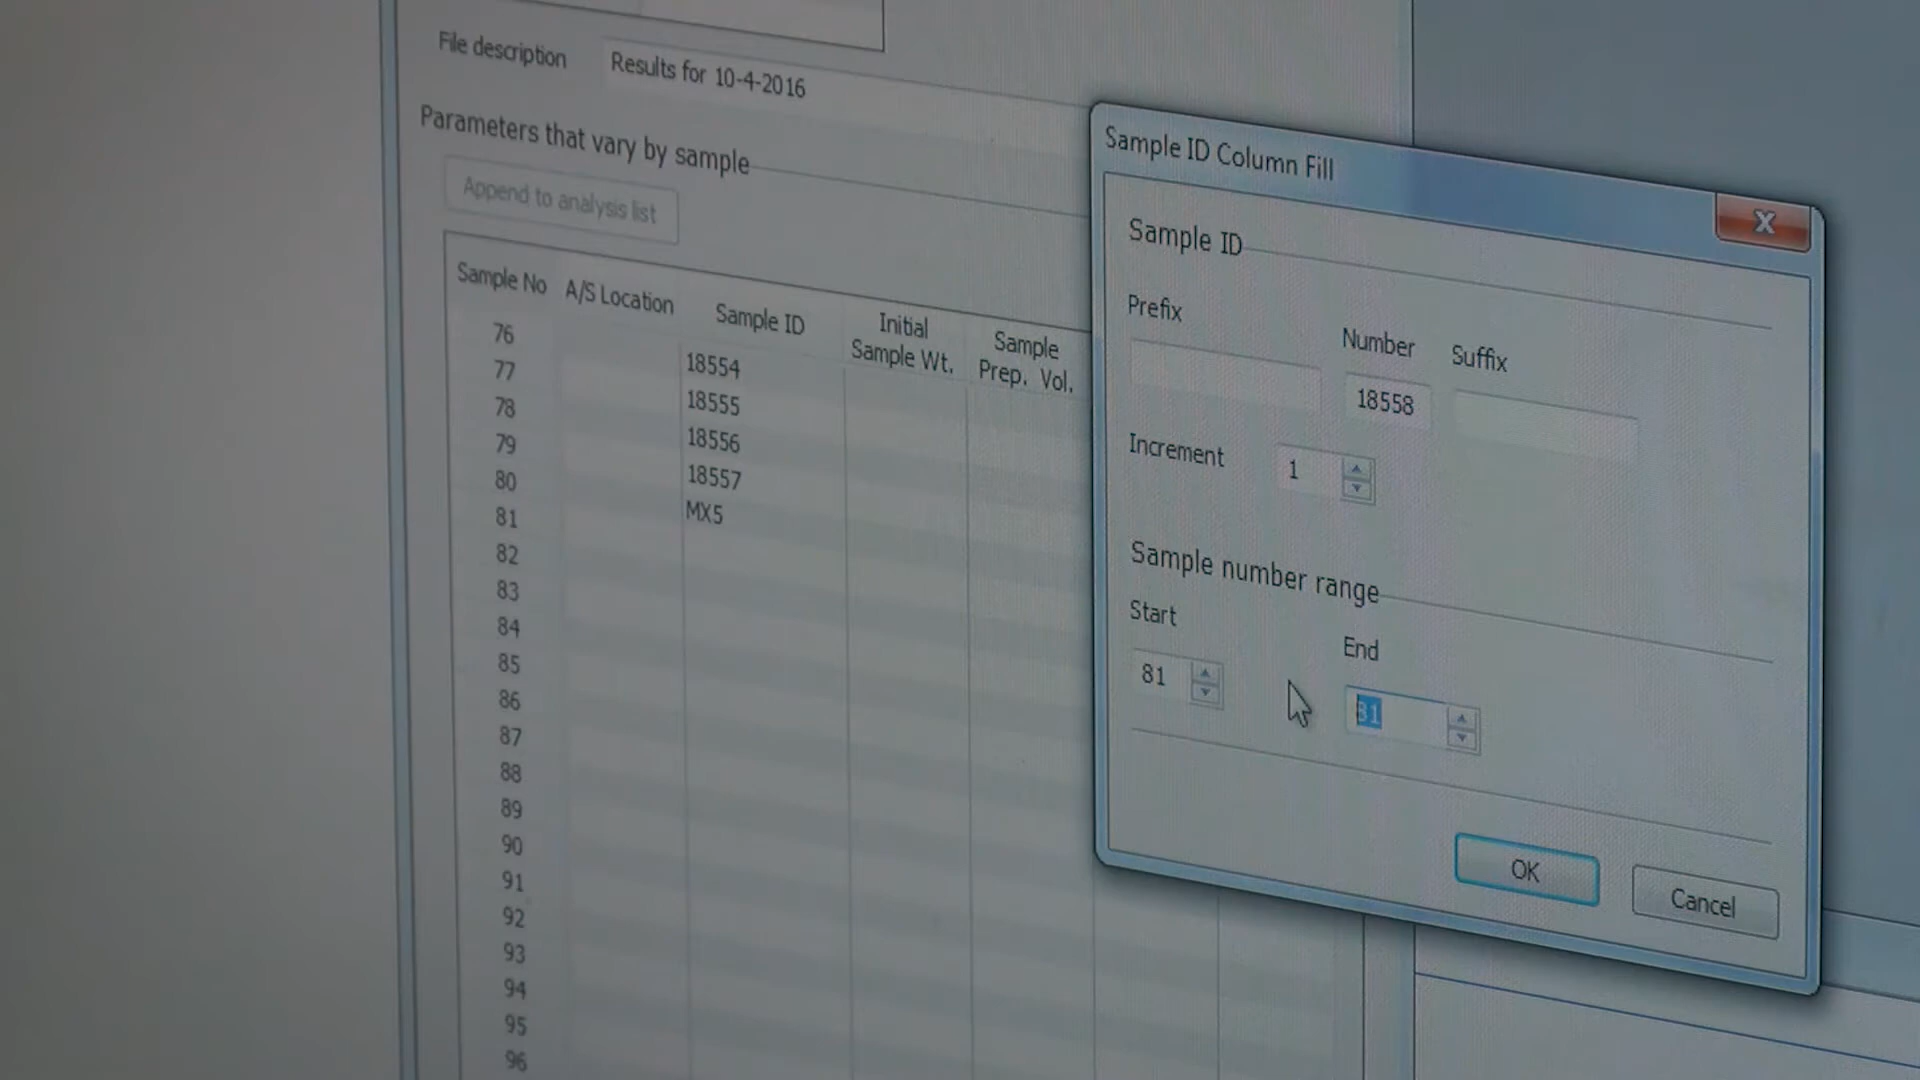 File description Results for 10-4-2016
Parameters that vary by sample
Append to analysis list
Sample No A/S Location Sample ID Initial Sample Wt. Sample Prep. Vol.
76 18554
77 18555
78 18556
79 18557
80 MX5
81
82
83
84
85
86
87
88
89
90
91
92
93
94
95
96
Sample ID Column Fill
X
Sample ID
Prefix Number Suffix
18558
Increment 1
Sample number range
Start End
81 81
OK Cancel